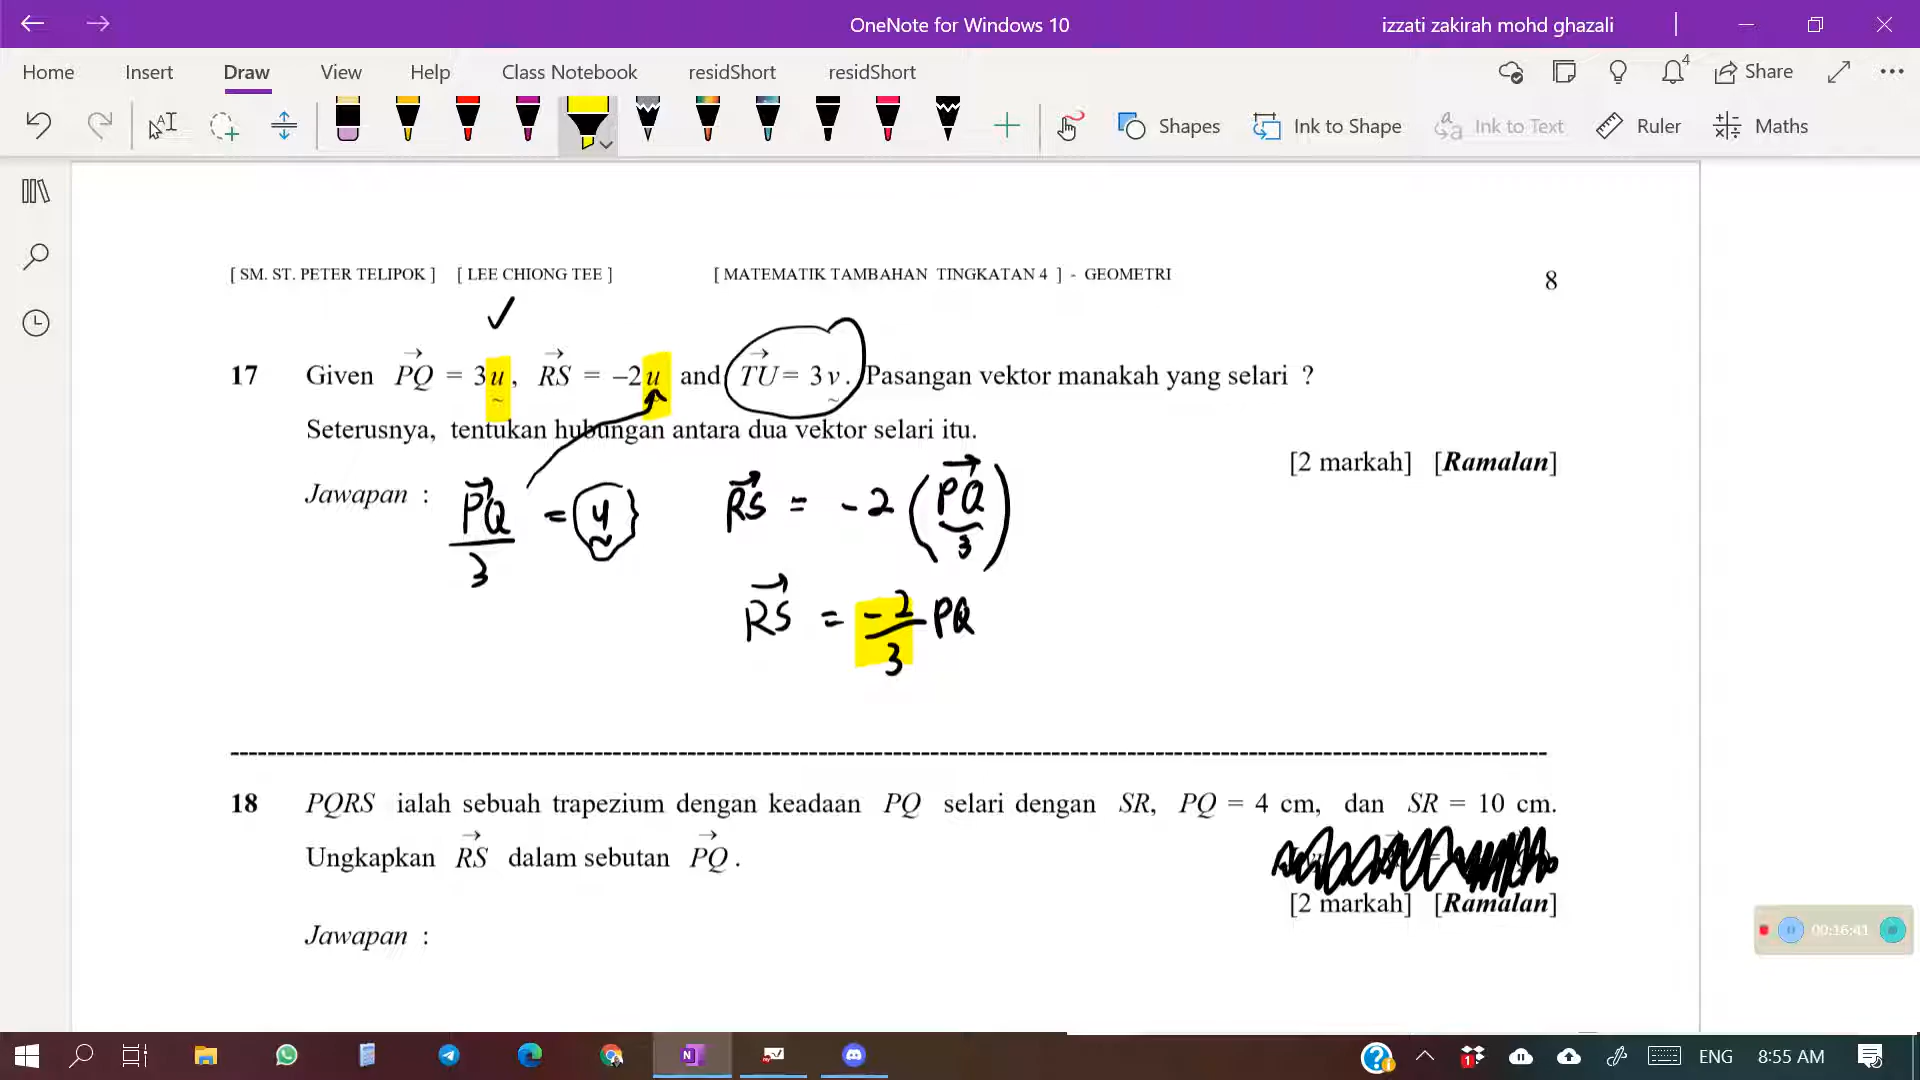 OneNote for Windows 10
izzati zakirah mohd ghazali
Home Insert Draw View Help Class Notebook residShort residShort
4
Share
Shapes Ink to Shape Ink to Text Ruler Maths
[ SM. ST. PETER TELIPOK ] [ LEE CHIONG TEE ] [ MATEMATIK TAMBAHAN TINGKATAN 4 ] - GEOMETRI 8
17 Given PQ = 3u, RS = –2u and TU = 3v. Pasangan vektor manakah yang selari ?
Seterusnya, tentukan hubungan antara dua vektor selari itu.
[2 markah] [Ramalan]
Jawapan :
PQ/3 = u
RS = -2 (PQ/3)
RS = -2/3 PQ
18 PQRS ialah sebuah trapezium dengan keadaan PQ selari dengan SR, PQ = 4 cm, dan SR = 10 cm.
Ungkapkan RS dalam sebutan PQ.
[2 markah] [Ramalan]
Jawapan :
00:16:41
ENG 8:55 AM